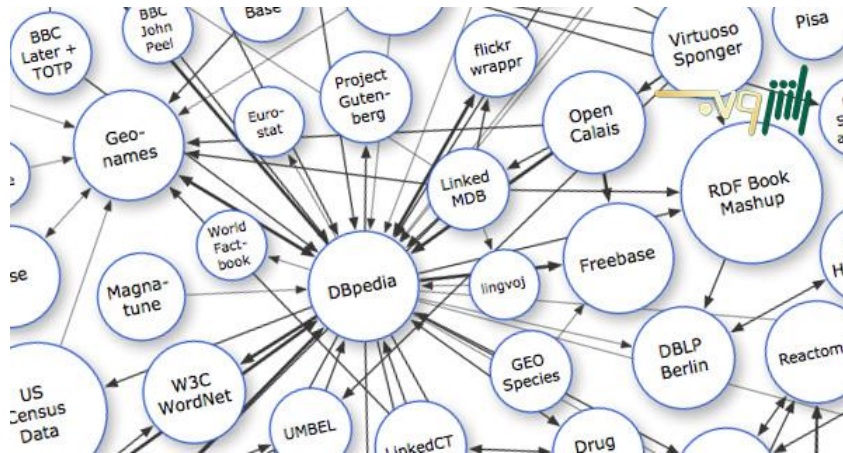 BBC
Later +
TOTP
BBC
John
Peel
Base
flickr
wrappr
Virtuoso
Sponger
Pisa
Project
Guten-
berg
Euro-
stat
Geo-
names
Open
Calais
Linked
MDB
RDF Book
Mashup
World
Fact-
book
DBpedia
lingvoj
Freebase
Magna-
tune
se
US
Census
Data
W3C
WordNet
UMBEL
LinkedCT
GEO
Species
Drug
DBLP
Berlin
Reactom
H